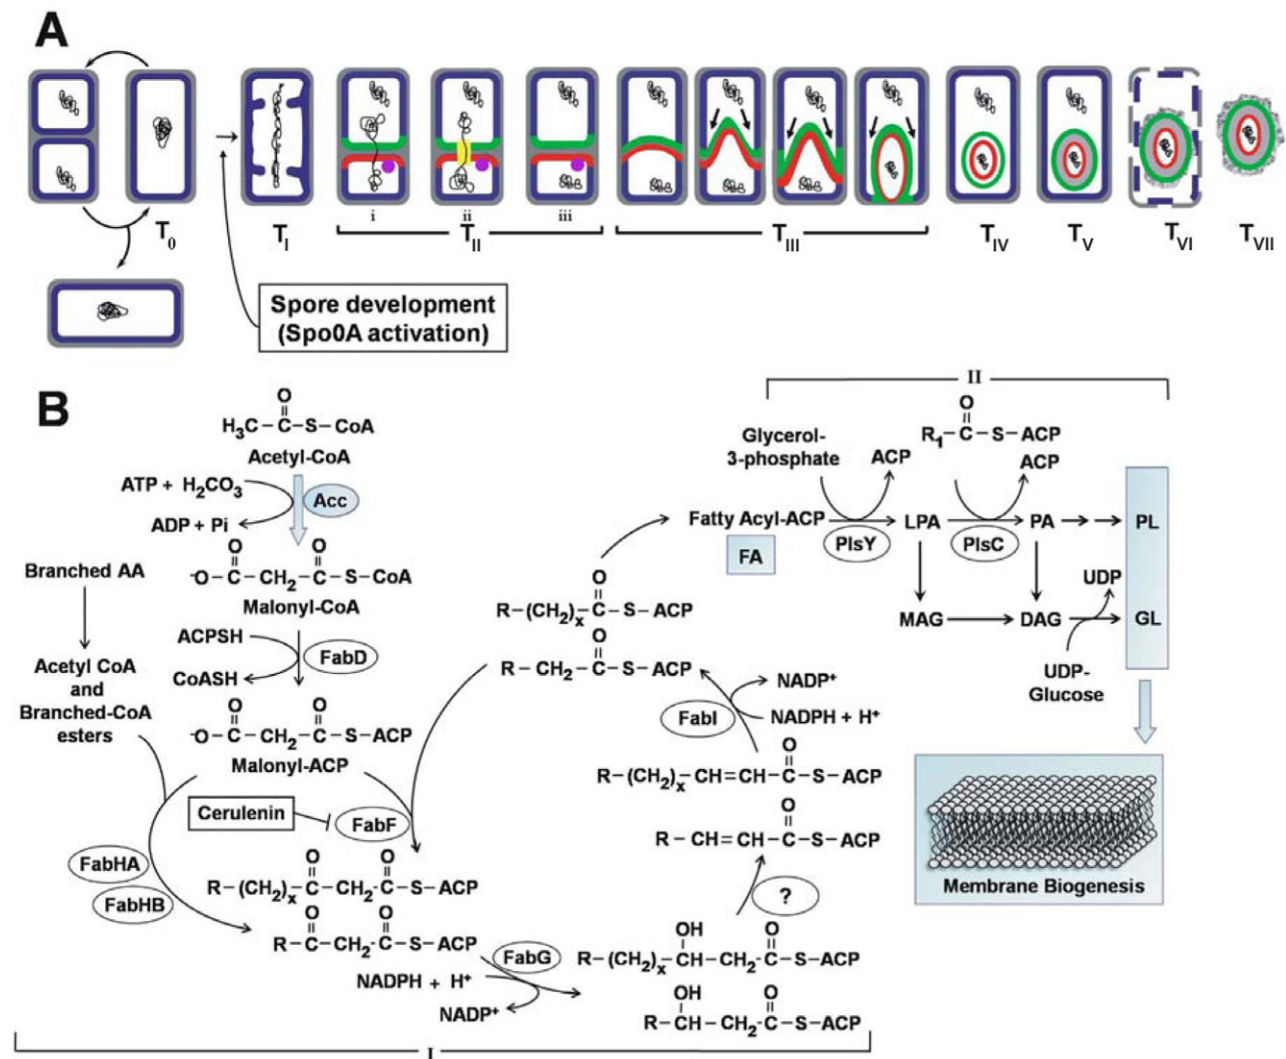 A
T0
TI
i
ii
iii
TII
TIII
TIV
TV
TVI
TVII
Spore development
(Spo0A activation)
B
II
O
H3C – C – S – CoA
Acetyl-CoA
ATP + H2CO3
Acc
ADP + Pi
O O
-O – C – CH2 – C – S – CoA
Malonyl-CoA
Branched AA
ACPSH
FabD
CoASH
Acetyl CoA
and
Branched-CoA
esters
O O
-O – C – CH2 – C – S – ACP
Malonyl-ACP
Cerulenin
FabF
FabHA
FabHB
O O
R – (CH2)x – C – CH2 – C – S – ACP
O O
R – C – CH2 – C – S – ACP
FabG
NADPH + H+
NADP+
OH O
R – (CH2)x – CH – CH2 – C – S – ACP
OH O
R – CH – CH2 – C – S – ACP
?
O
R – (CH2)x – CH = CH – C – S – ACP
O
R – CH = CH – C – S – ACP
FabI
NADP+
NADPH + H+
O
R – (CH2)x – C – S – ACP
O
R – CH2 – C – S – ACP
Glycerol-
3-phosphate
ACP
O
R1 – C – S – ACP
ACP
Fatty Acyl-ACP
FA
PlsY
LPA
PlsC
PA
PL
MAG
DAG
UDP
GL
UDP-
Glucose
Membrane Biogenesis
I